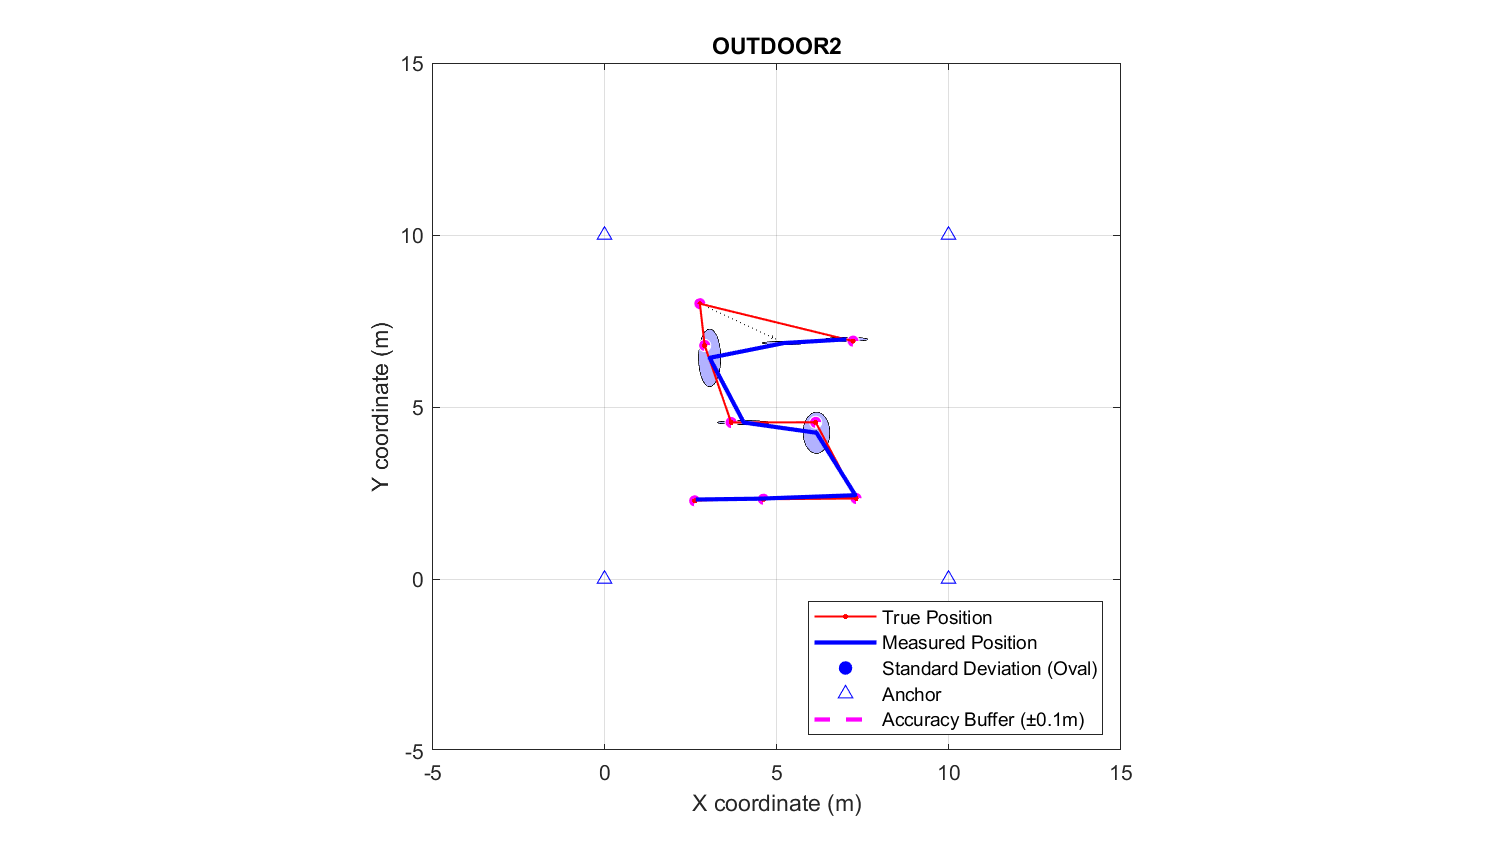 OUTDOOR2
15
10
5
0
-5
-5
0
5
10
15
Y coordinate (m)
X coordinate (m)
True Position
Measured Position
Standard Deviation (Oval)
Anchor
Accuracy Buffer (±0.1m)